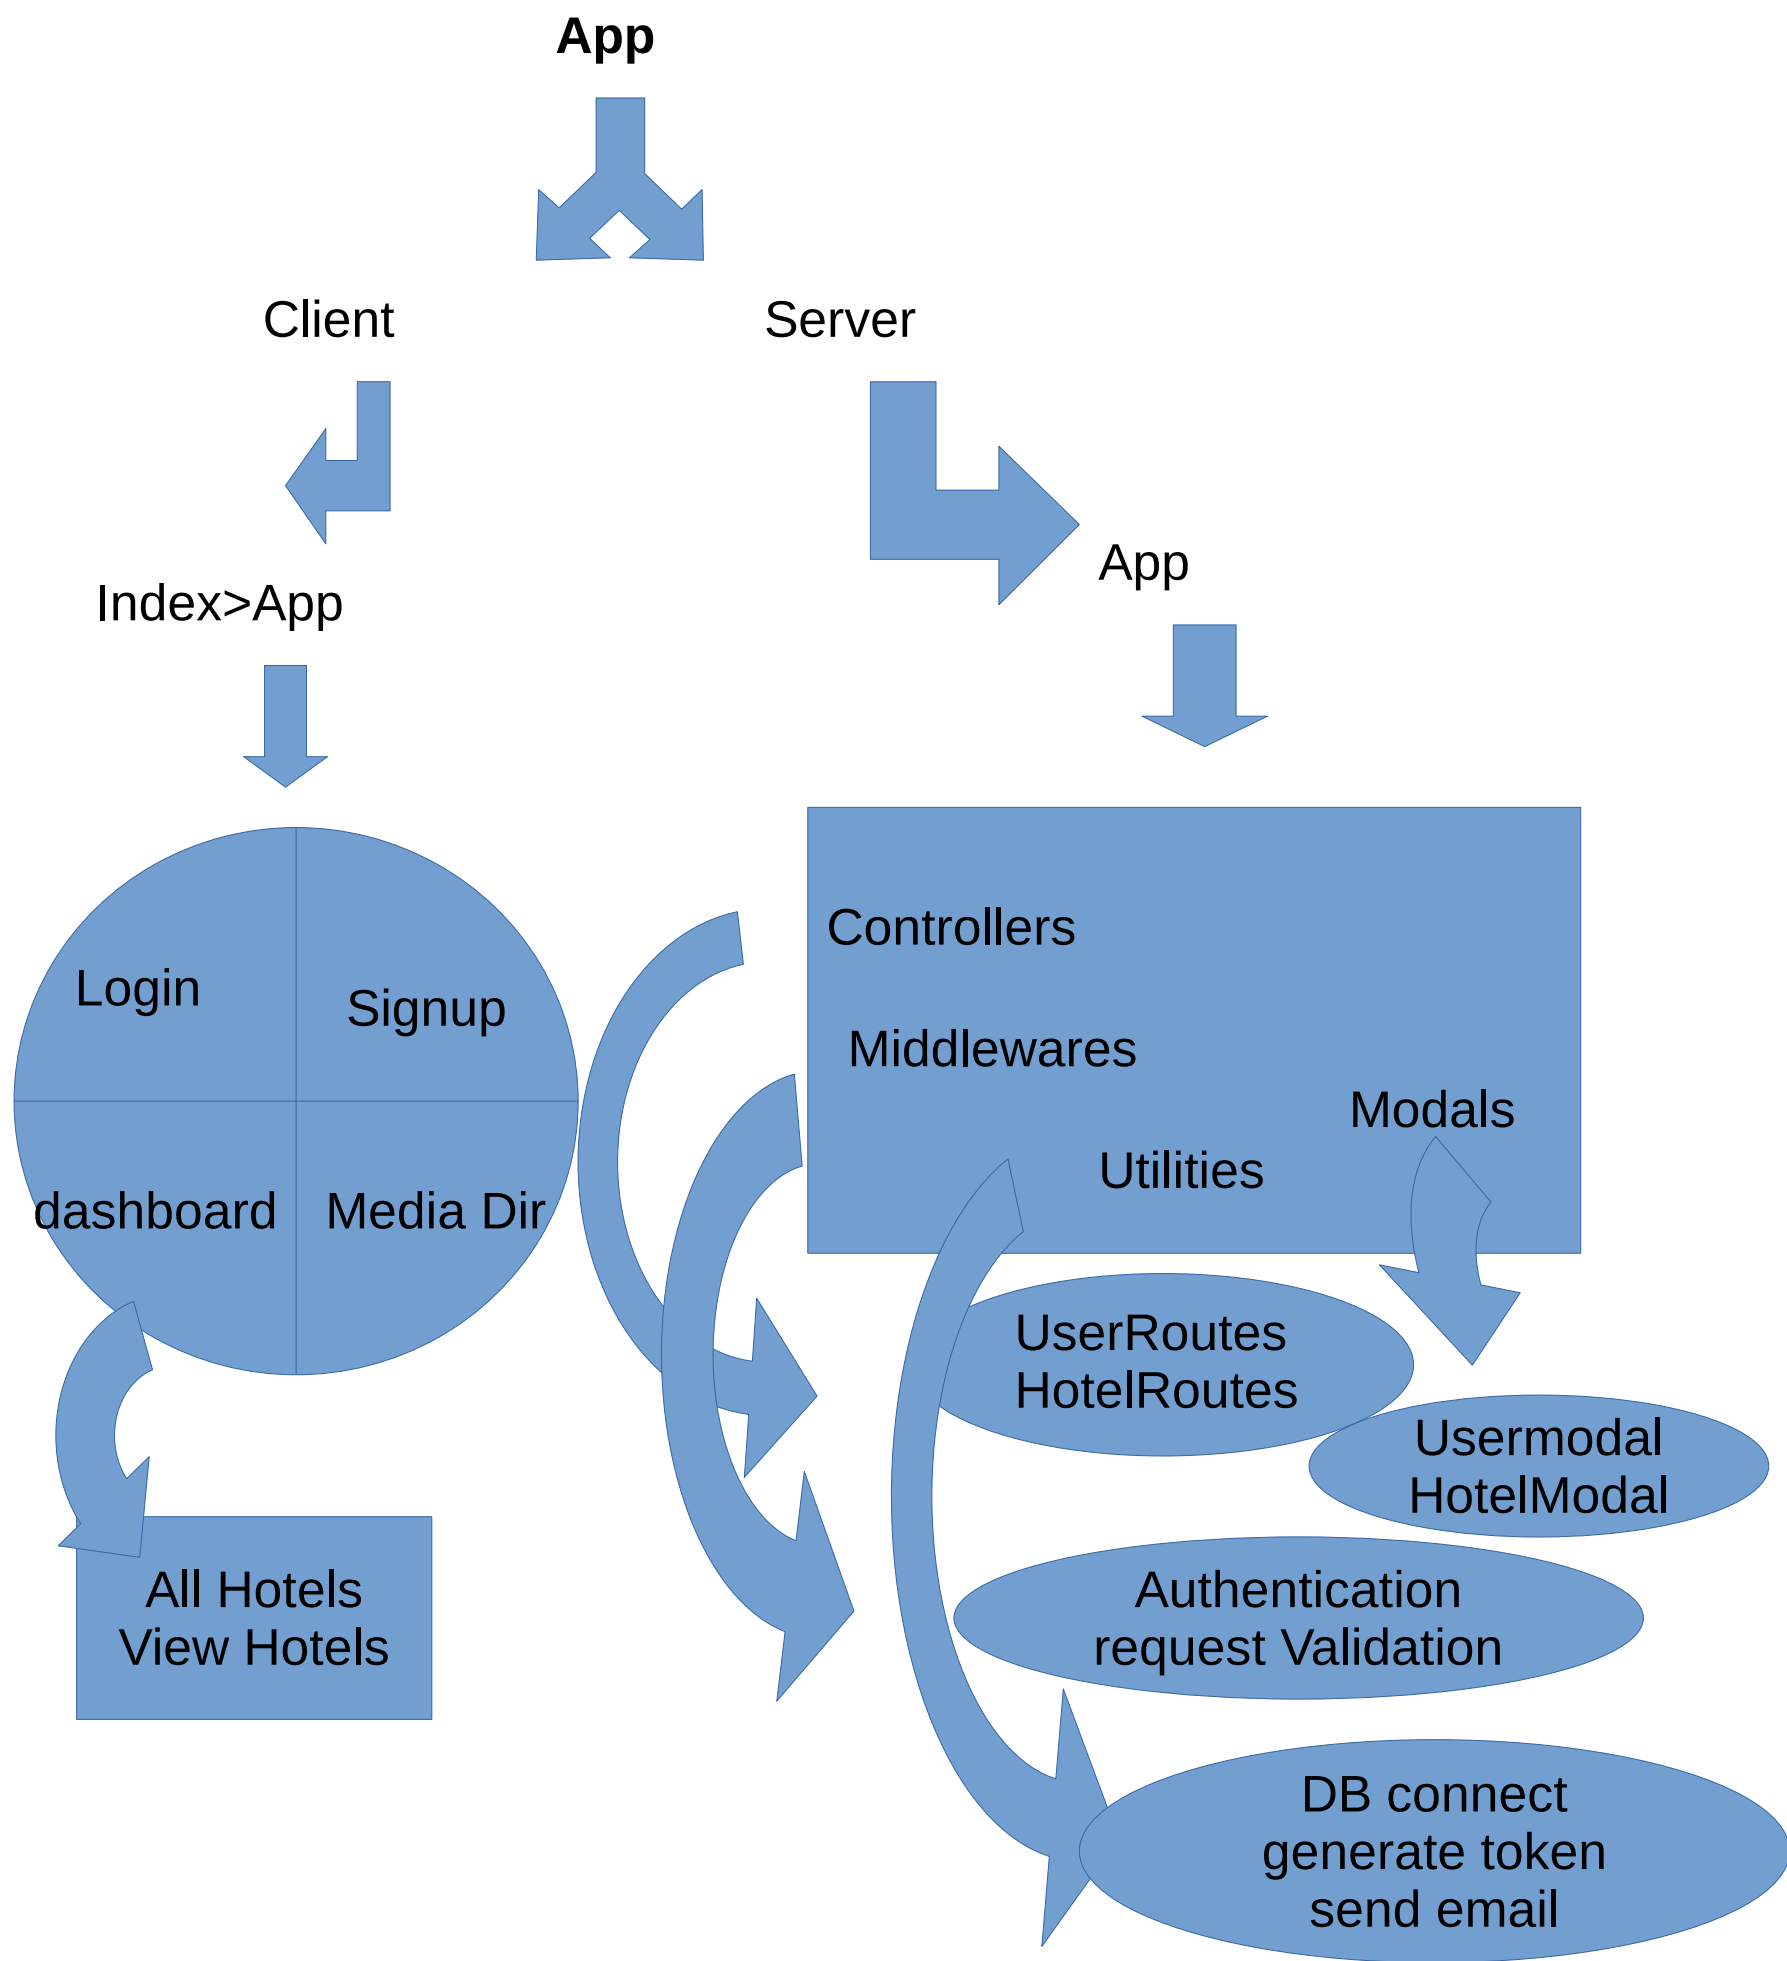 App
Client
Server
App
Index>App
Controllers
Login
Signup
Middlewares
Modals
Utilities
dashboard
Media Dir
UserRoutes
HotelRoutes
Usermodal
HotelModal
All Hotels
View Hotels
Authentication
request Validation
DB connect
generate token
send email